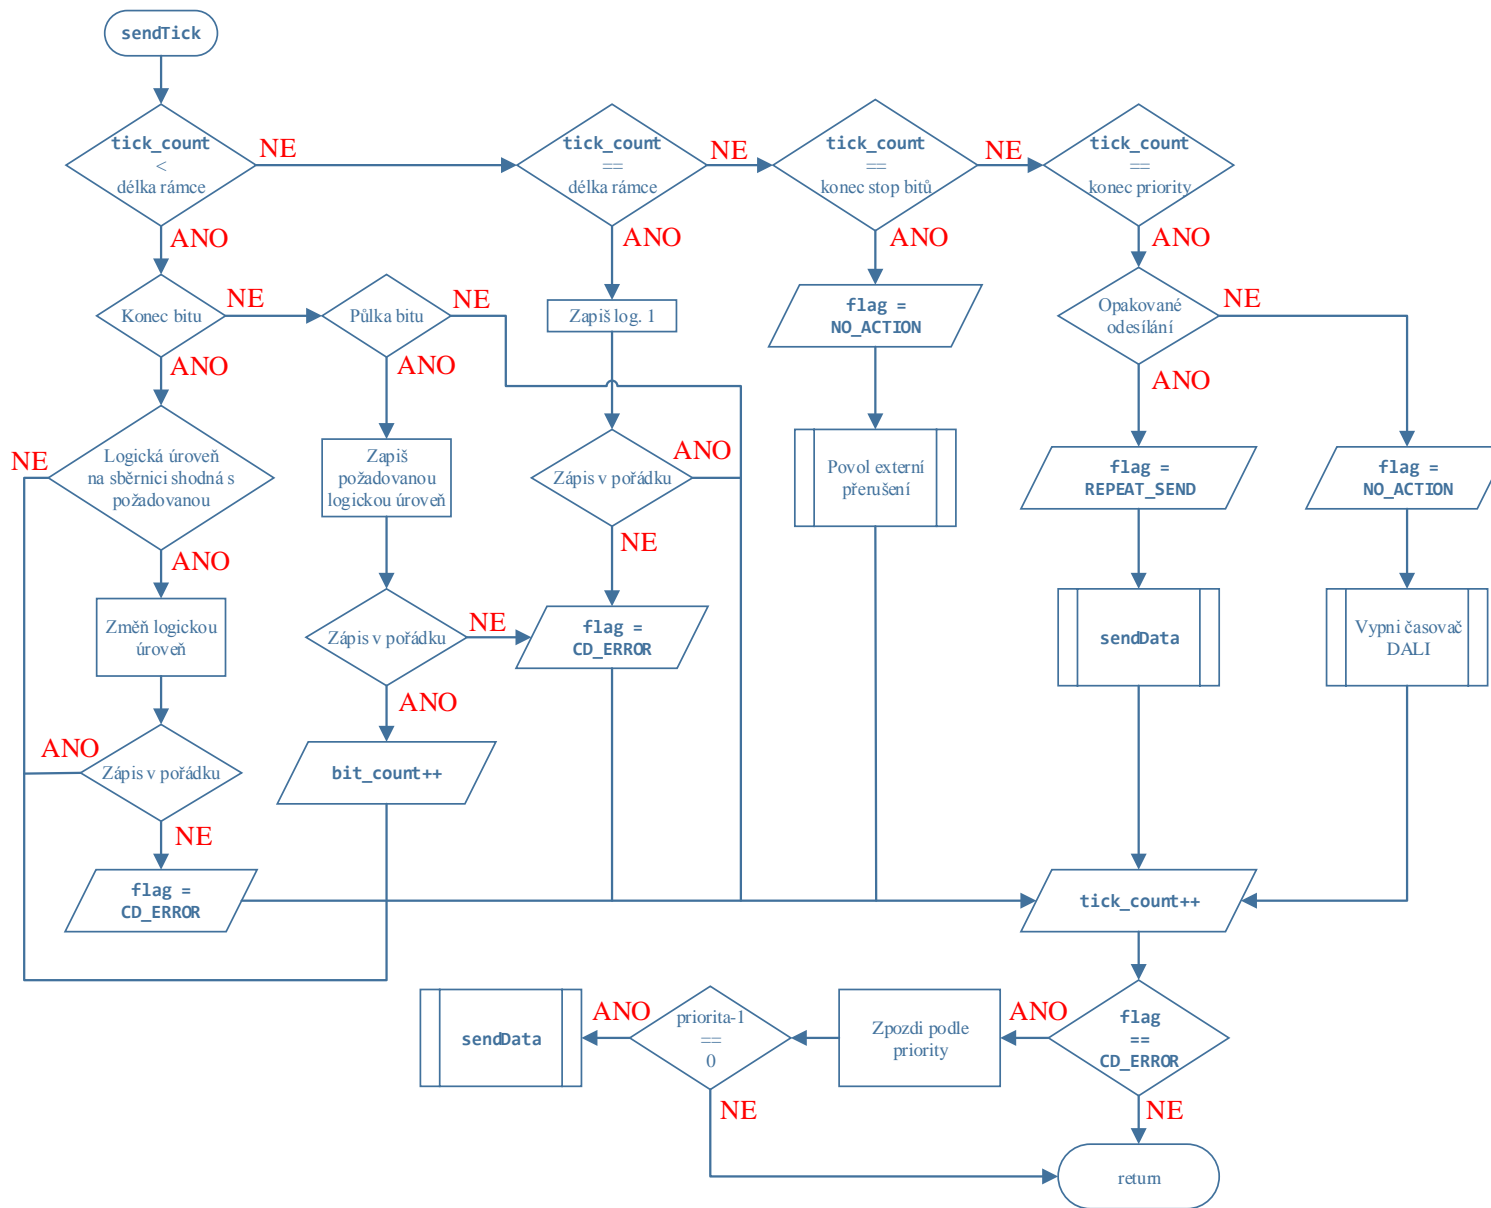 sendTick
tick_count
<
délka rámce
NE
ANO
tick_count
==
délka rámce
NE
ANO
tick_count
==
konec stop bitů
NE
ANO
tick_count
==
konec priority
ANO
Konec bitu
NE
ANO
Půlka bitu
NE
ANO
Zapiš log. 1
flag =
NO_ACTION
Opakované
odesílání
NE
ANO
Logická úroveň
na sběrnici shodná s
požadovanou
NE
ANO
Zapiš
požadovanou
logickou úroveň
Zápis v pořádku
ANO
NE
Povol externí
přerušení
flag =
REPEAT_SEND
flag =
NO_ACTION
Změň logickou
úroveň
Zápis v pořádku
NE
ANO
flag =
CD_ERROR
sendData
Vypni časovač
DALI
Zápis v pořádku
ANO
NE
bit_count++
flag =
CD_ERROR
tick_count++
flag
==
CD_ERROR
ANO
NE
Zpozdi podle
priority
priorita-1
==
0
ANO
NE
sendData
return